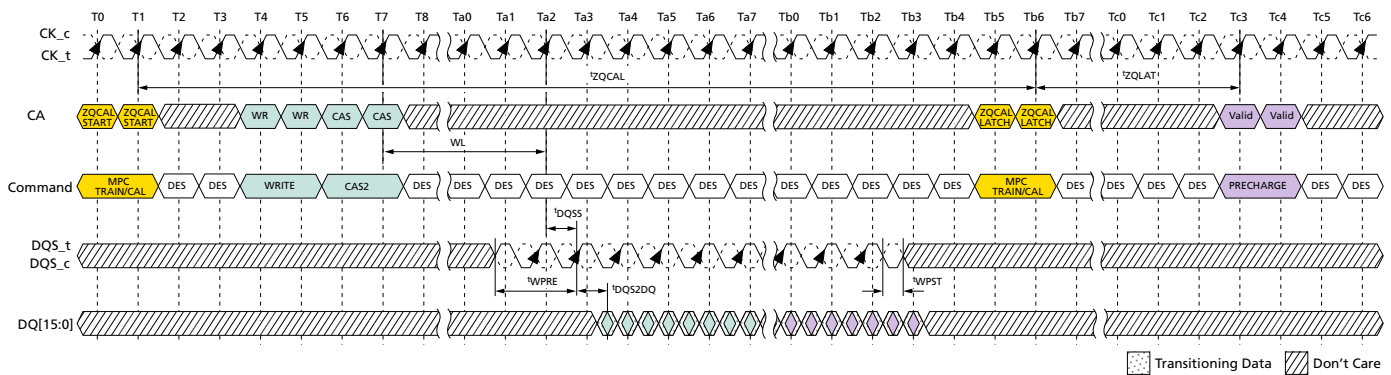 T0 T1 T2 T3 T4 T5 T6 T7 T8 Ta0 Ta1 Ta2 Ta3 Ta4 Ta5 Ta6 Ta7 Tb0 Tb1 Tb2 Tb3 Tb4 Tb5 Tb6 Tb7 Tc0 Tc1 Tc2 Tc3 Tc4 Tc5 Tc6
CK_c
CK_t
tZQCAL tZQLAT
CA ZQCAL START ZQCAL START WR WR CAS CAS ZQCAL LATCH ZQCAL LATCH Valid Valid
WL
Command MPC TRAIN/CAL DES DES WRITE CAS2 DES DES DES DES DES DES DES DES DES DES DES DES DES DES MPC TRAIN/CAL DES DES DES DES PRECHARGE DES DES
tDQSS
DQS_t
DQS_c
tWPRE tDQS2DQ tWPST
DQ[15:0]
Transitioning Data Don't Care